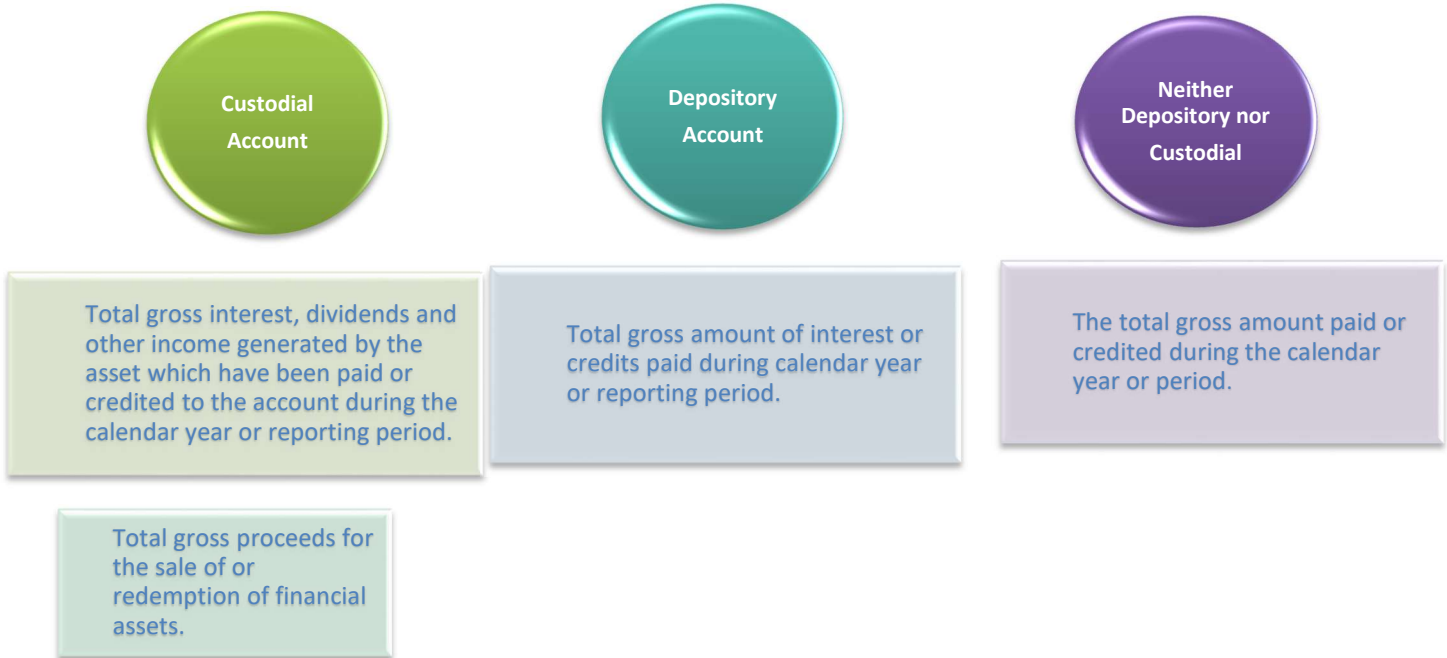 Custodial
Account
Total gross interest, dividends and
other income generated by the
asset which have been paid or
credited to the account during the
calendar year or reporting period.
Total gross proceeds for
the sale of or
redemption of financial
assets.
Depository
Account
Total gross amount of interest or
credits paid during calendar year
or reporting period.
Neither
Depository nor
Custodial
The total gross amount paid or
credited during the calendar
year or period.